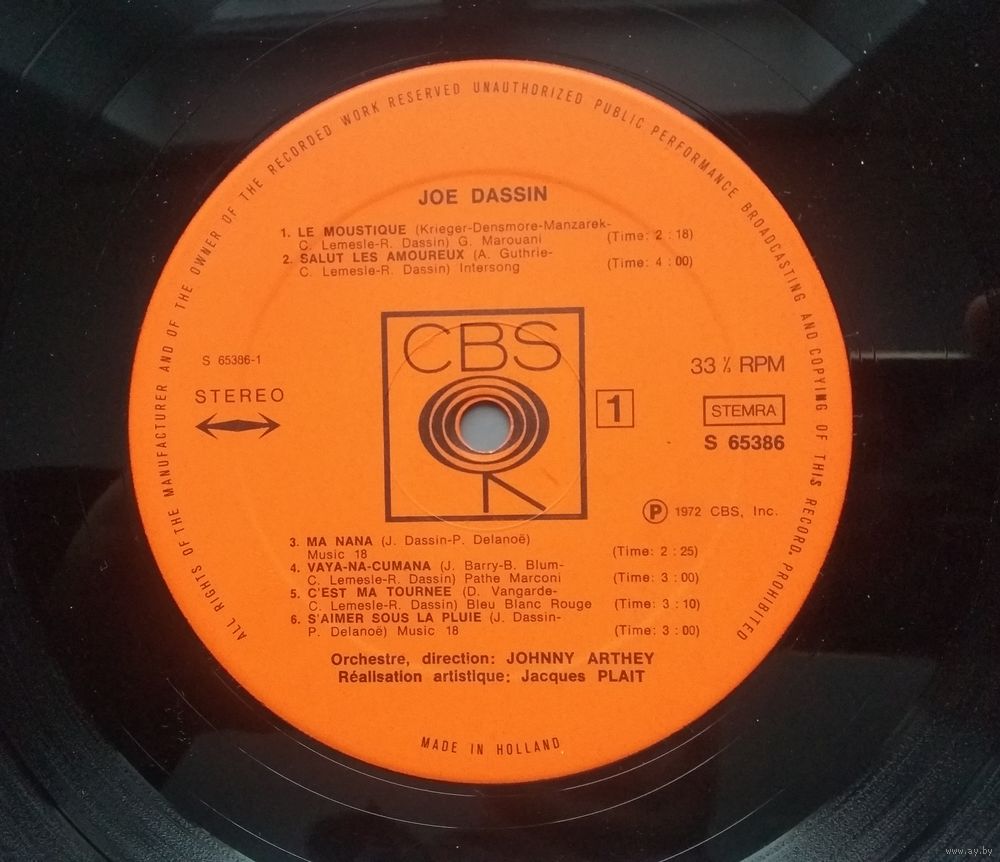 ALL RIGHTS OF THE MANUFACTURER AND OF THE OWNER OF THE RECORDED WORK RESERVED UNAUTHORIZED PUBLIC PERFORMANCE BROADCASTING AND COPYING OF THIS RECORD. PROHIBITED
JOE DASSIN
1. LE MOUSTIQUE (Krieger-Densmore-Manzarek-
C. Lemesle-R. Dassin) G. Marouani (Time: 2 : 18)
2. SALUT LES AMOUREUX (A. Guthrie-
C. Lemesle-R. Dassin) Intersong (Time: 4 : 00)
CBS
S 65386-1
STEREO
1
33⅓ RPM
STEMRA
S 65386
Ⓟ 1972 CBS, Inc.
3. MA NANA (J. Dassin-P. Delanoë)
Music 18 (Time: 2 : 25)
4. VAYA-NA-CUMANA (J. Barry-B. Blum-
C. Lemesle-R. Dassin) Pathe Marconi (Time: 3 : 00)
5. C'EST MA TOURNEE (D. Vangarde-
C. Lemesle-R. Dassin) Bleu Blanc Rouge (Time: 3 : 10)
6. S'AIMER SOUS LA PLUIE (J. Dassin-
P. Delanoë) Music 18 (Time: 3 : 00)
Orchestre, direction: JOHNNY ARTHEY
Réalisation artistique: Jacques PLAIT
MADE IN HOLLAND
www.ay.by